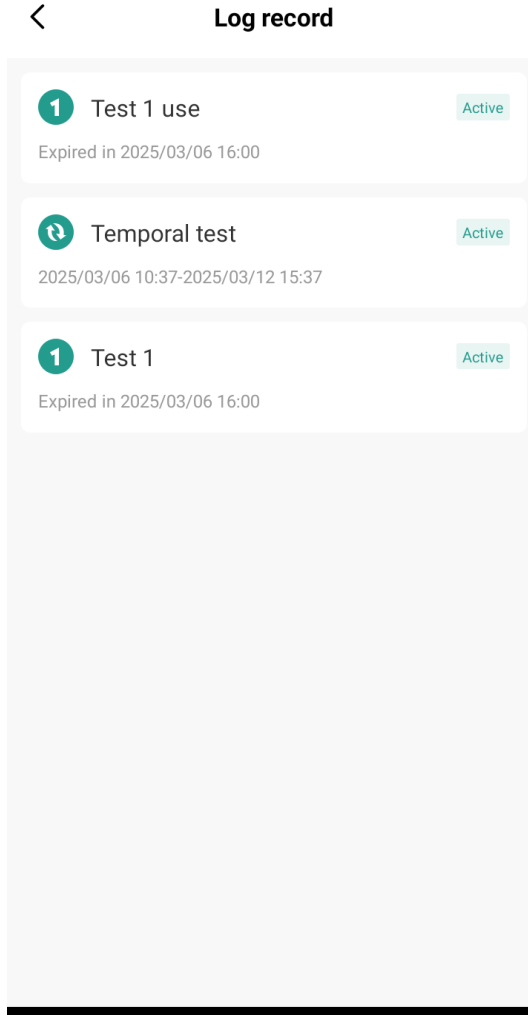 Log record
1 Test 1 use Active
Expired in 2025/03/06 16:00
Temporal test Active
2025/03/06 10:37-2025/03/12 15:37
1 Test 1 Active
Expired in 2025/03/06 16:00